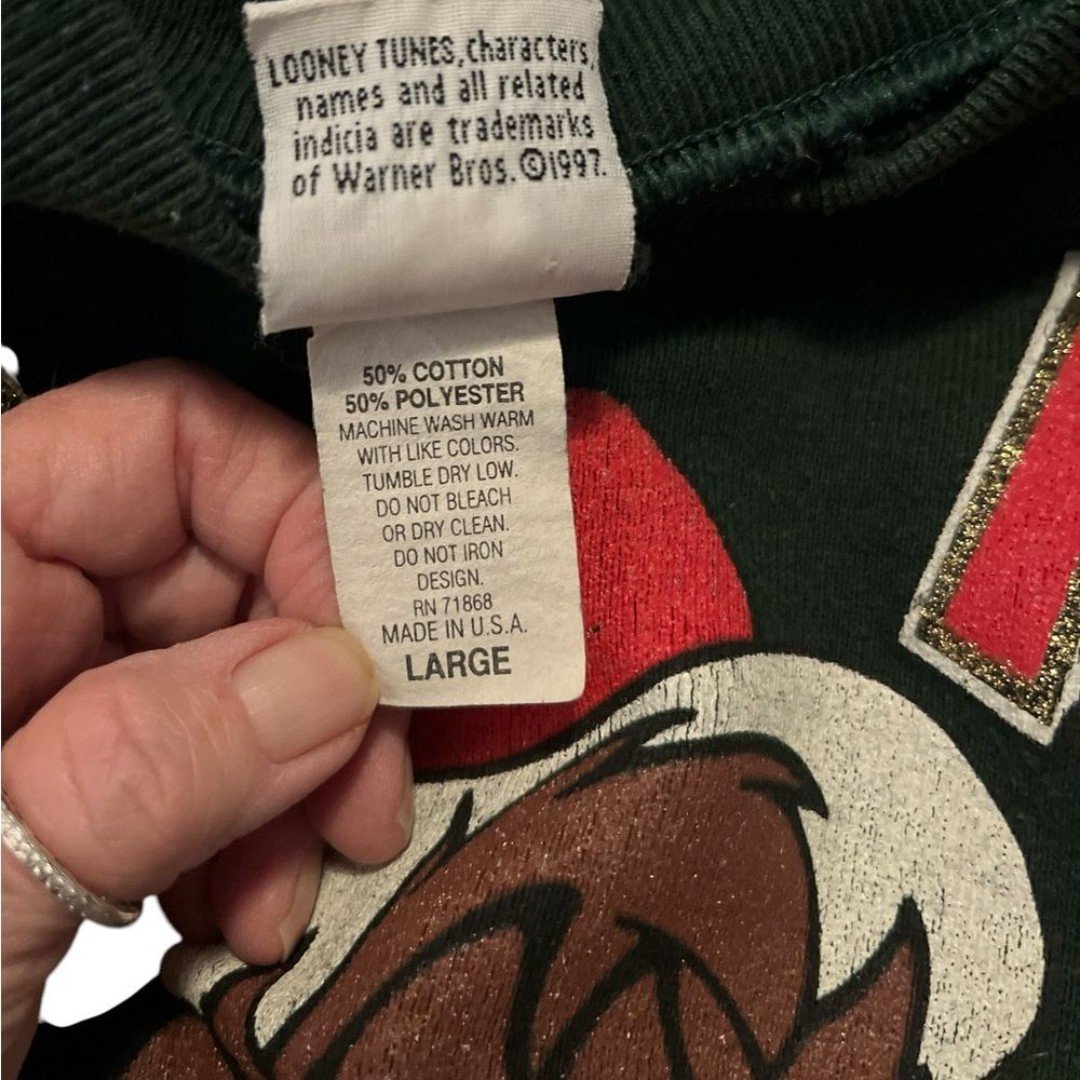 LOONEY TUNES, characters,
names and all related
indicia are trademarks
of Warner Bros. ©1997.
50% COTTON
50% POLYESTER
MACHINE WASH WARM
WITH LIKE COLORS.
TUMBLE DRY LOW.
DO NOT BLEACH
OR DRY CLEAN.
DO NOT IRON
DESIGN.
RN 71868
MADE IN U.S.A.
LARGE